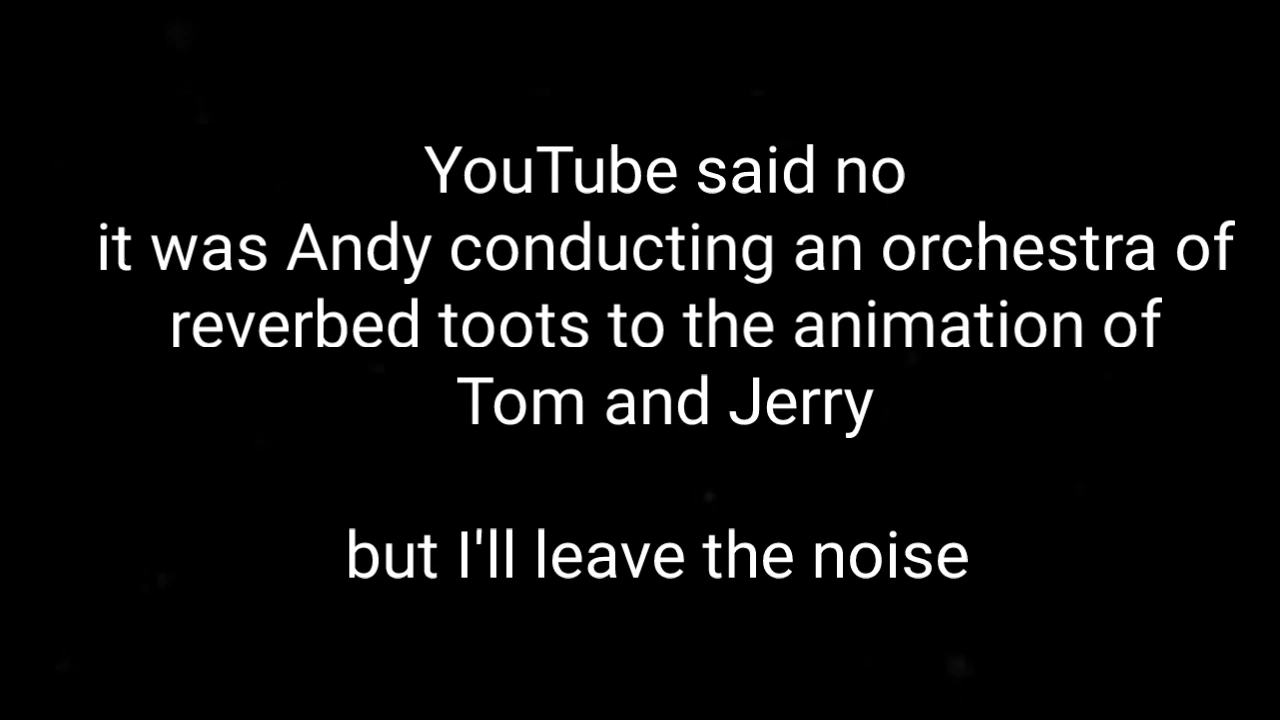 YouTube said no
it was Andy conducting an orchestra of
reverbed toots to the animation of
Tom and Jerry
but I'll leave the noise